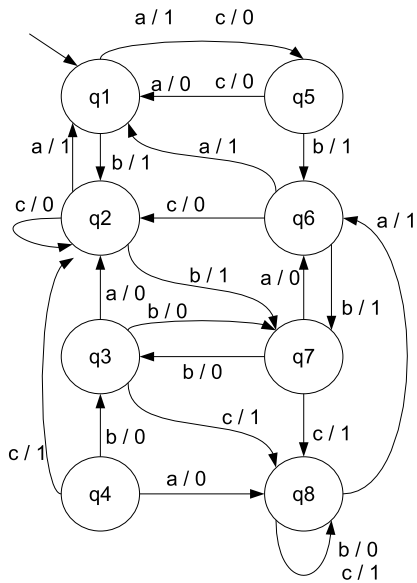 a / 1 c / 0
q1 a / 0 c / 0 q5
a / 1 b / 1 a / 1 b / 1
c / 0 q2 c / 0 q6 a / 1
b / 1 a / 0
a / 0 b / 0 b / 1
q3 b / 0 q7
c / 1 c / 1
c / 1 b / 0
q4 a / 0 q8
b / 0
c / 1